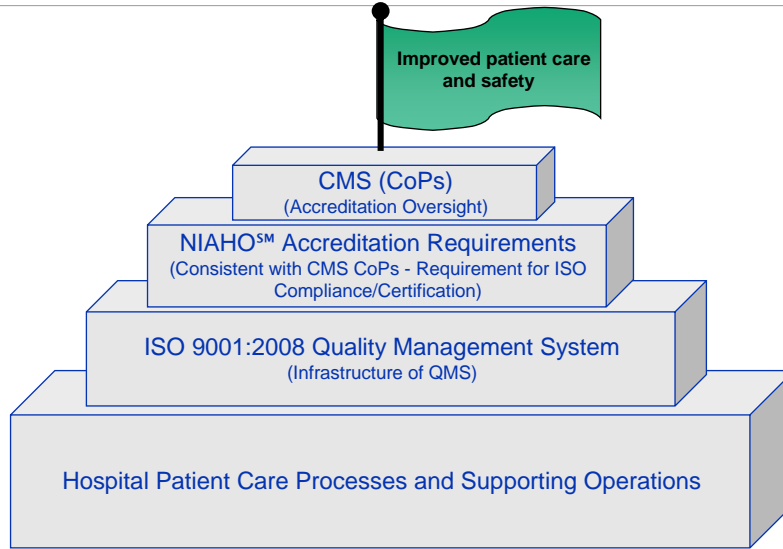 Improved patient care
and safety
CMS (CoPs)
(Accreditation Oversight)
NIAHO℠ Accreditation Requirements
(Consistent with CMS CoPs - Requirement for ISO
Compliance/Certification)
ISO 9001:2008 Quality Management System
(Infrastructure of QMS)
Hospital Patient Care Processes and Supporting Operations